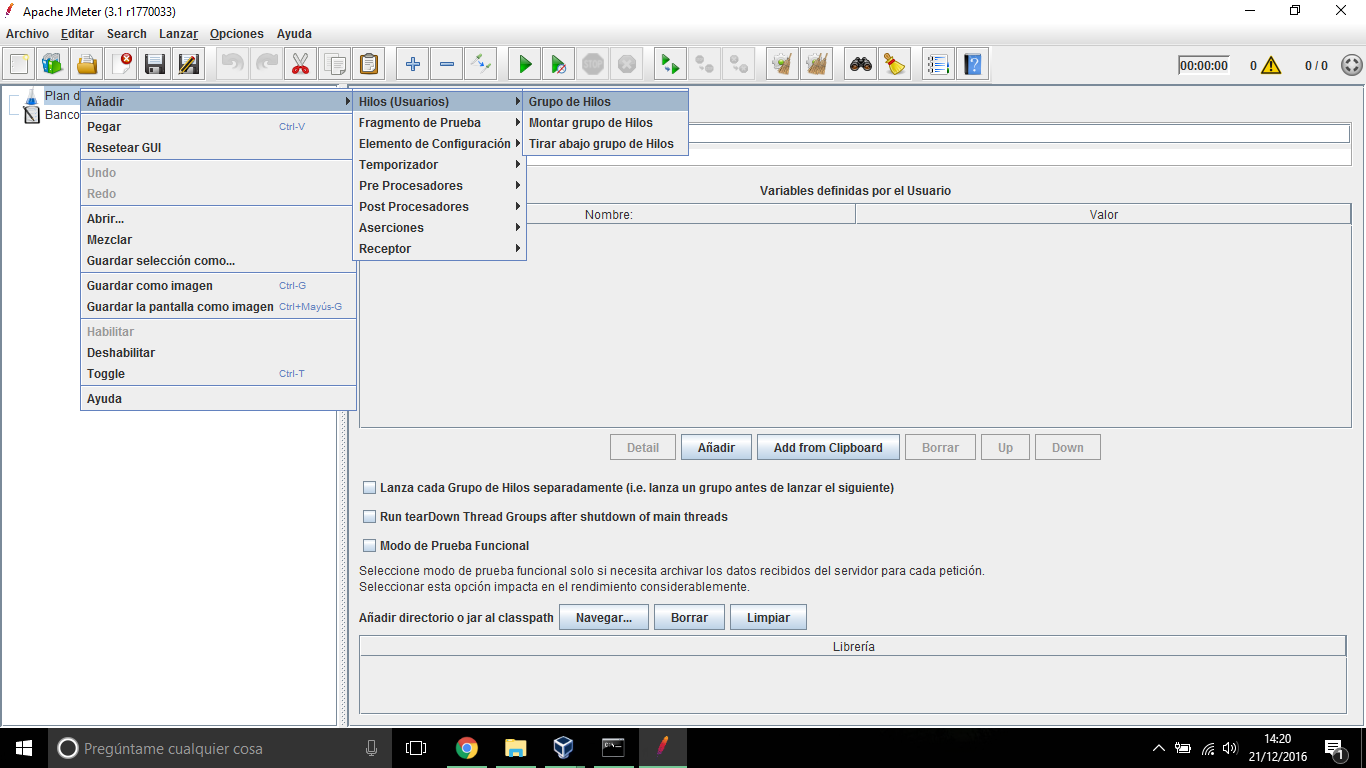 Apache JMeter (3.1 r1770033)
Archivo Editar Search Lanzar Opciones Ayuda
00:00:00 0 0 / 0
Plan d
Banco
Añadir
Pegar Ctrl-V
Resetear GUI
Undo
Redo
Abrir...
Mezclar
Guardar selección como...
Guardar como imagen Ctrl-G
Guardar la pantalla como imagen Ctrl+Mayús-G
Habilitar
Deshabilitar
Toggle Ctrl-T
Ayuda
Hilos (Usuarios)
Fragmento de Prueba
Elemento de Configuración
Temporizador
Pre Procesadores
Post Procesadores
Aserciones
Receptor
Grupo de Hilos
Montar grupo de Hilos
Tirar abajo grupo de Hilos
Variables definidas por el Usuario
Nombre: Valor
Detail Añadir Add from Clipboard Borrar Up Down
Lanza cada Grupo de Hilos separadamente (i.e. lanza un grupo antes de lanzar el siguiente)
Run tearDown Thread Groups after shutdown of main threads
Modo de Prueba Funcional
Seleccione modo de prueba funcional solo si necesita archivar los datos recibidos del servidor para cada petición.
Seleccionar esta opción impacta en el rendimiento considerablemente.
Añadir directorio o jar al classpath Navegar... Borrar Limpiar
Librería
Pregúntame cualquier cosa
14:20
21/12/2016
1